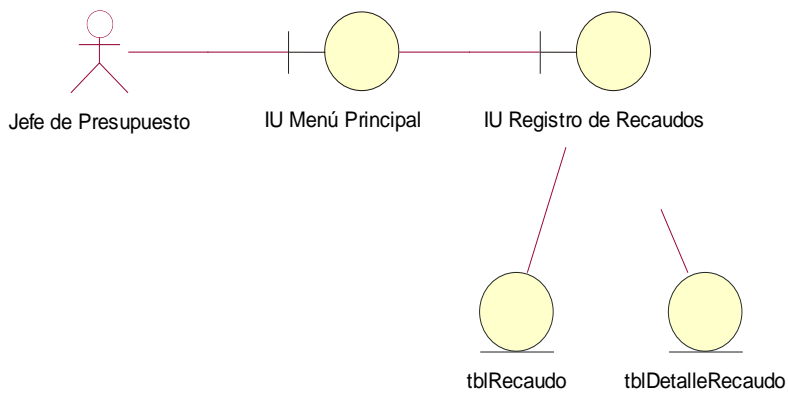 Jefe de Presupuesto
IU Menú Principal
IU Registro de Recaudos
tblRecaudo
tblDetalleRecaudo